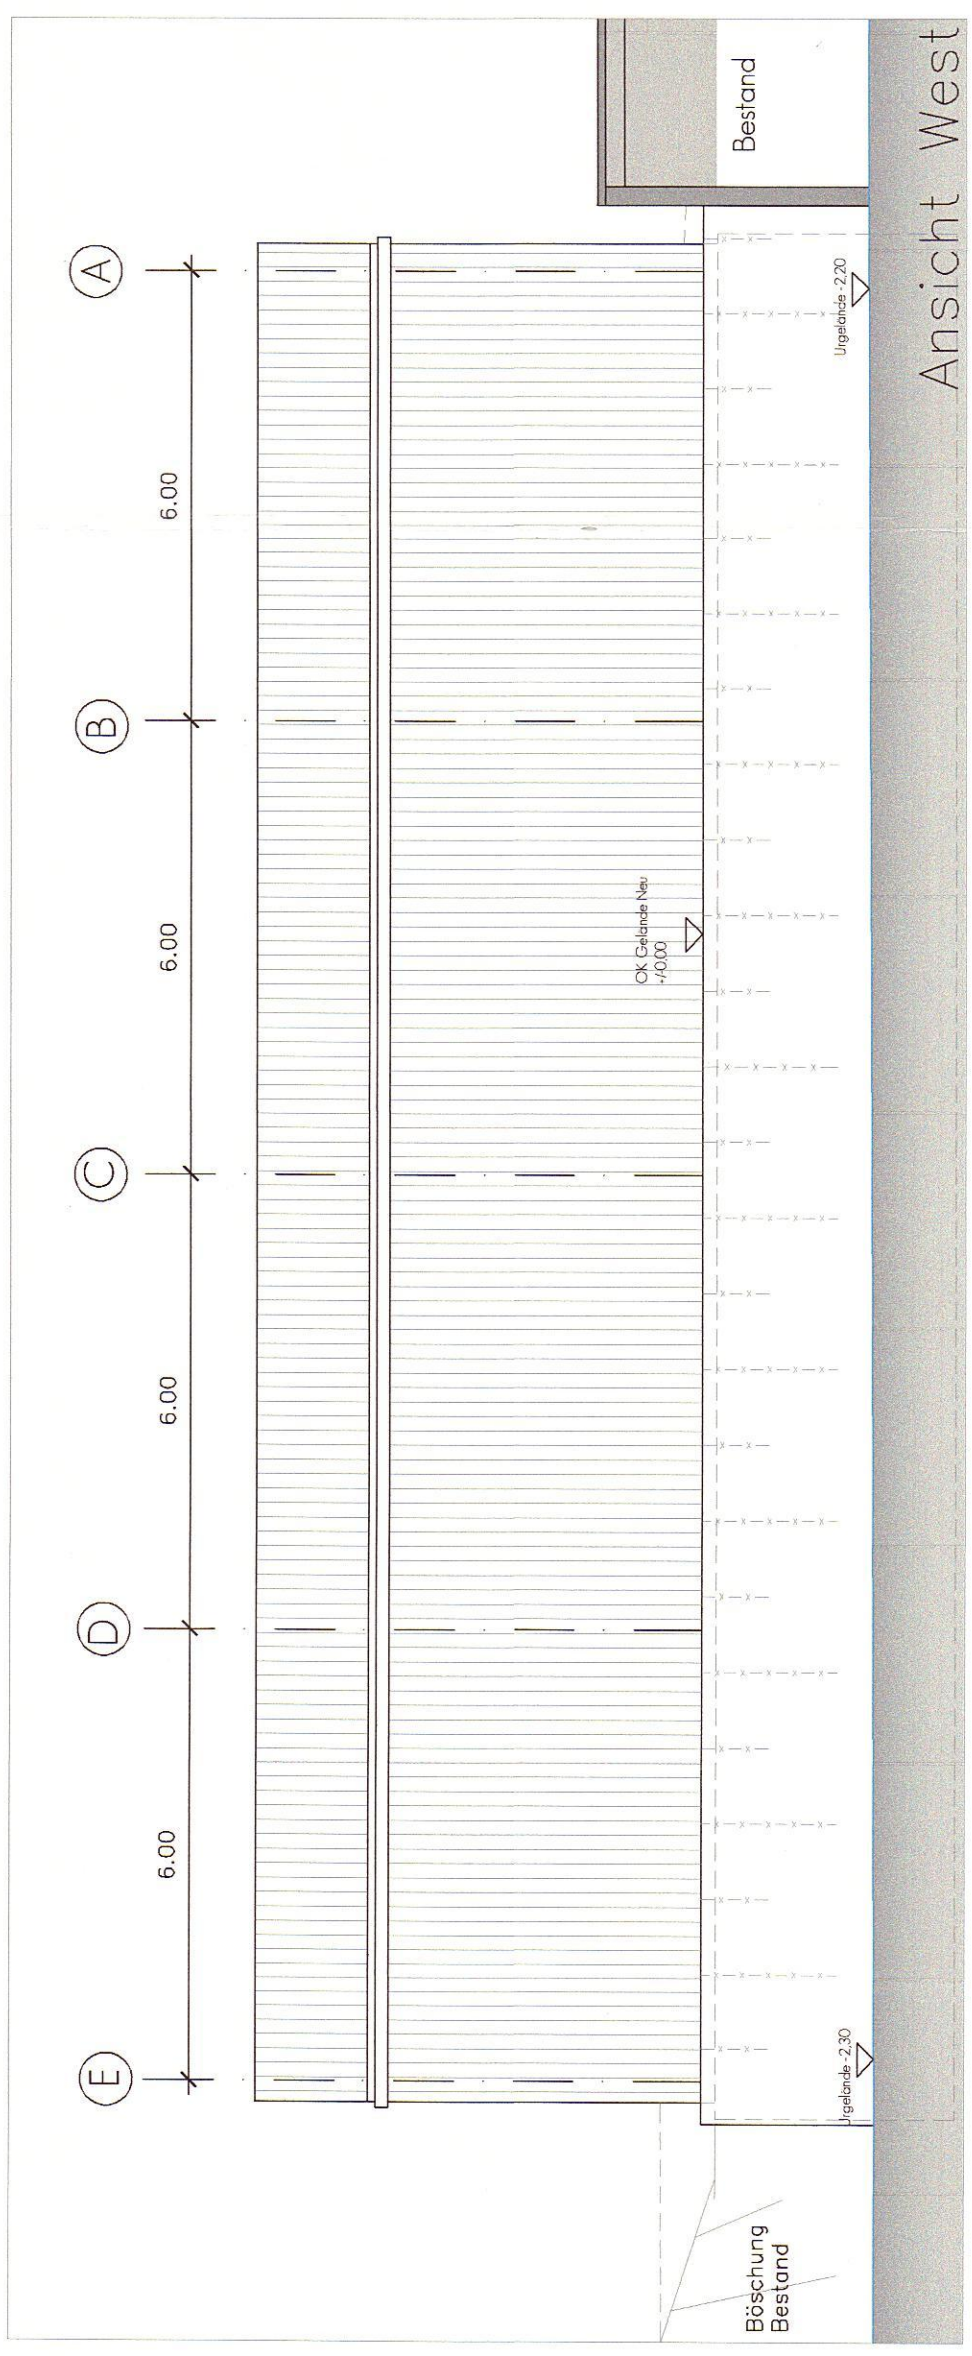 E
D
C
B
A
6.00
6.00
6.00
6.00
OK Gelände Neu
+/-0,00
Bestand
Urgelände -2,30
Urgelände -2,20
Böschung
Bestand
Ansicht West